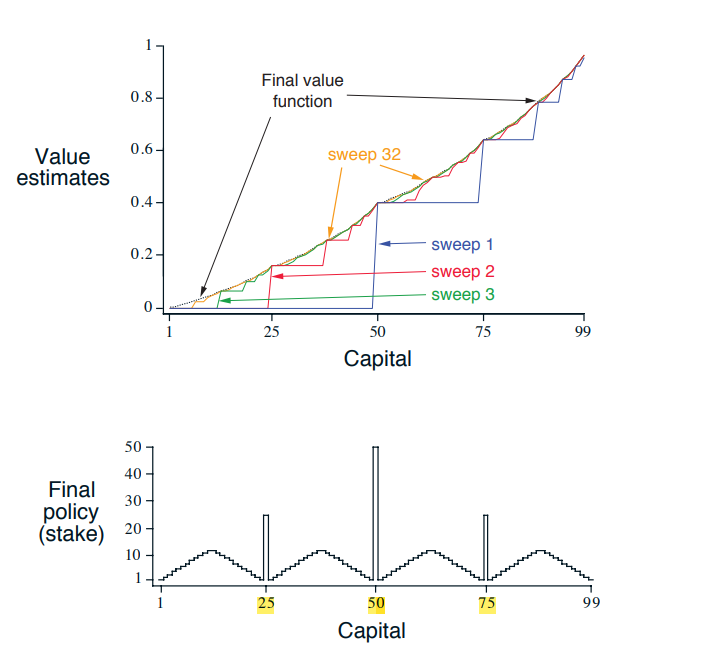 1
0.8
0.6
0.4
0.2
0
Value
estimates
Final value
function
sweep 32
sweep 1
sweep 2
sweep 3
1 25 50 75 99
Capital
50
40
30
20
10
1
Final
policy
(stake)
1 25 50 75 99
Capital